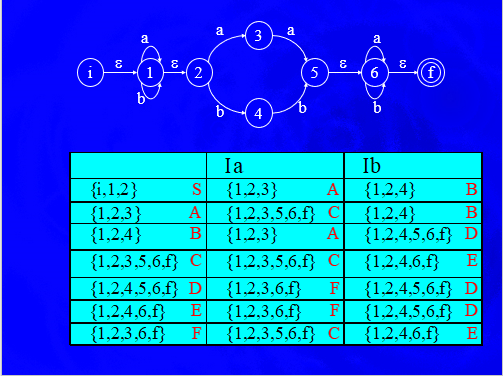 a 3 a
a a
i ε 1 ε 2 5 ε 6 ε f
b b 4 b b
Ia Ib
{i,1,2} S {1,2,3} A {1,2,4} B
{1,2,3} A {1,2,3,5,6,f} C {1,2,4} B
{1,2,4} B {1,2,3} A {1,2,4,5,6,f} D
{1,2,3,5,6,f} C {1,2,3,5,6,f} C {1,2,4,6,f} E
{1,2,4,5,6,f} D {1,2,3,6,f} F {1,2,4,5,6,f} D
{1,2,4,6,f} E {1,2,3,6,f} F {1,2,4,5,6,f} D
{1,2,3,6,f} F {1,2,3,5,6,f} C {1,2,4,6,f} E